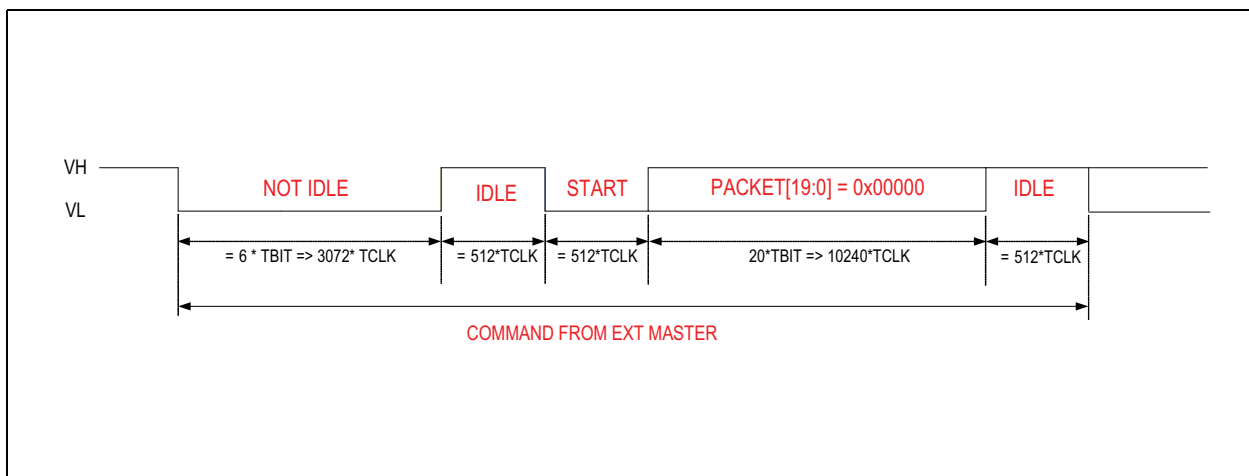 VH
NOT IDLE
IDLE
START
PACKET[19:0] = 0x00000
IDLE
VL
= 6 * TBIT => 3072* TCLK
= 512*TCLK
= 512*TCLK
20*TBIT => 10240*TCLK
= 512*TCLK
COMMAND FROM EXT MASTER